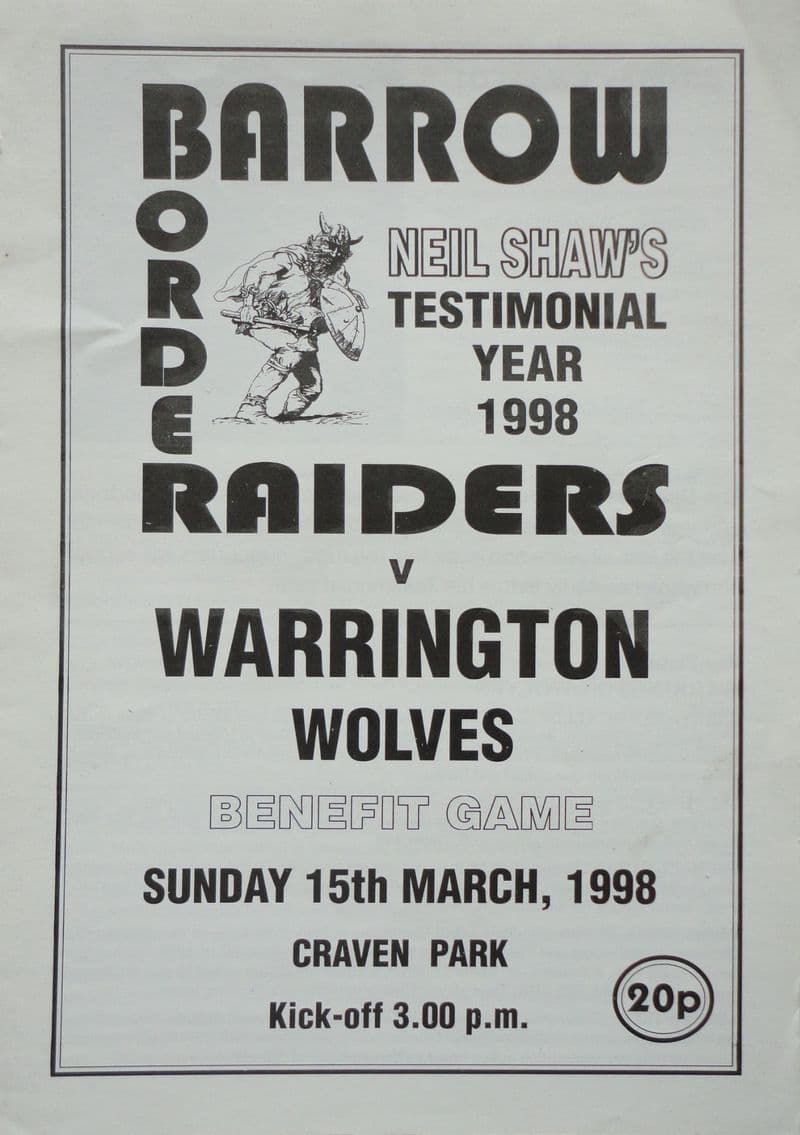 BARROW
BORDER
NEIL SHAW'S
TESTIMONIAL
YEAR
1998
RAIDERS
v
WARRINGTON
WOLVES
BENEFIT GAME
SUNDAY 15th MARCH, 1998
CRAVEN PARK
Kick-off 3.00 p.m.
20p